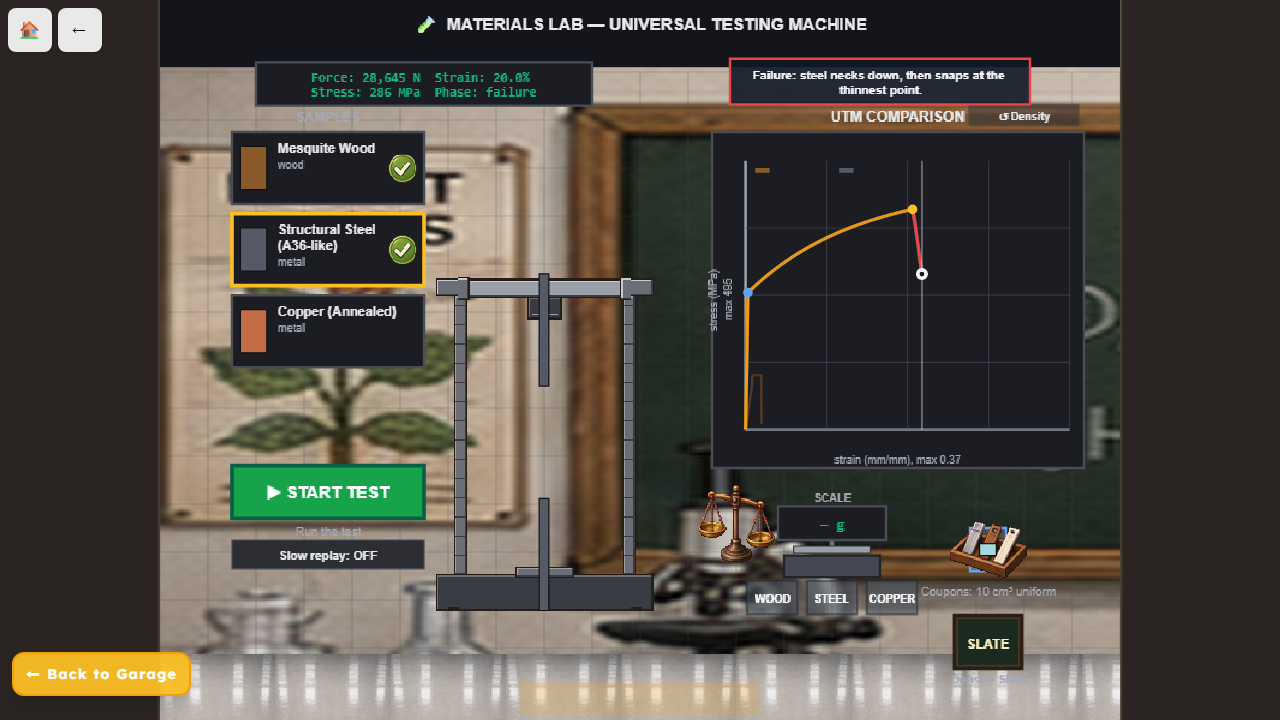 MATERIALS LAB — UNIVERSAL TESTING MACHINE
Force: 28,645 N Strain: 20.0%
Stress: 286 MPa Phase: failure
Failure: steel necks down, then snaps at the
thinnest point.
SAMPLES
UTM COMPARISON
↺ Density
Mesquite Wood
wood
Structural Steel
(A36-like)
metal
Copper (Annealed)
metal
stress (MPa)
max 485
strain (mm/mm), max 0.37
▶ START TEST
Run the test
Slow replay: OFF
SCALE
— g
WOOD
STEEL
COPPER
Coupons: 10 cm³ uniform
SLATE
← Back to Garage